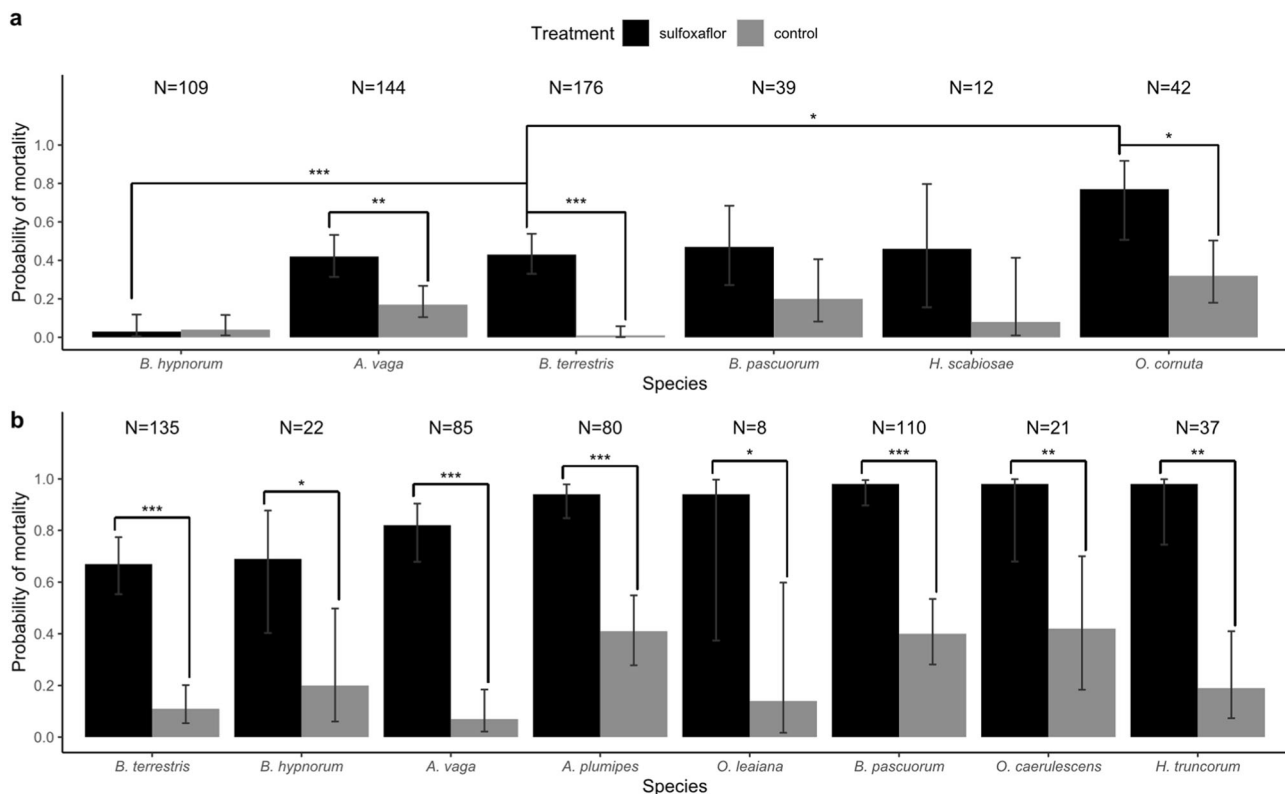 a
Treatment sulfoxaflor control
N=109 N=144 N=176 N=39 N=12 N=42
*
*
***
** ***
Probability of mortality
1.0
0.8
0.6
0.4
0.2
0.0
B. hypnorum A. vaga B. terrestris B. pascuorum H. scabiosae O. cornuta
Species
b
N=135 N=22 N=85 N=80 N=8 N=110 N=21 N=37
*** * *** *** * *** ** **
Probability of mortality
1.0
0.8
0.6
0.4
0.2
0.0
B. terrestris B. hypnorum A. vaga A. plumipes O. leaiana B. pascuorum O. caerulescens H. truncorum
Species